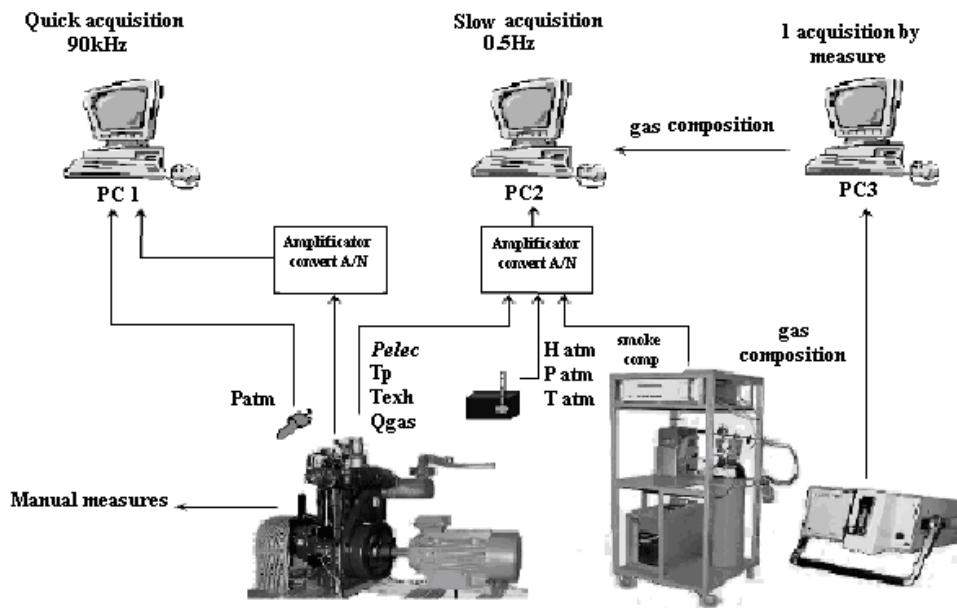 Quick acquisition
90kHz
Slow acquisition
0.5Hz
1 acquisition by
measure
gas composition
PC 1
PC2
PC3
Amplificator
convert A/N
Amplificator
convert A/N
Patm
Pelec
Tp
Texh
Qgas
H atm
P atm
T atm
smoke
comp
gas
composition
Manual measures